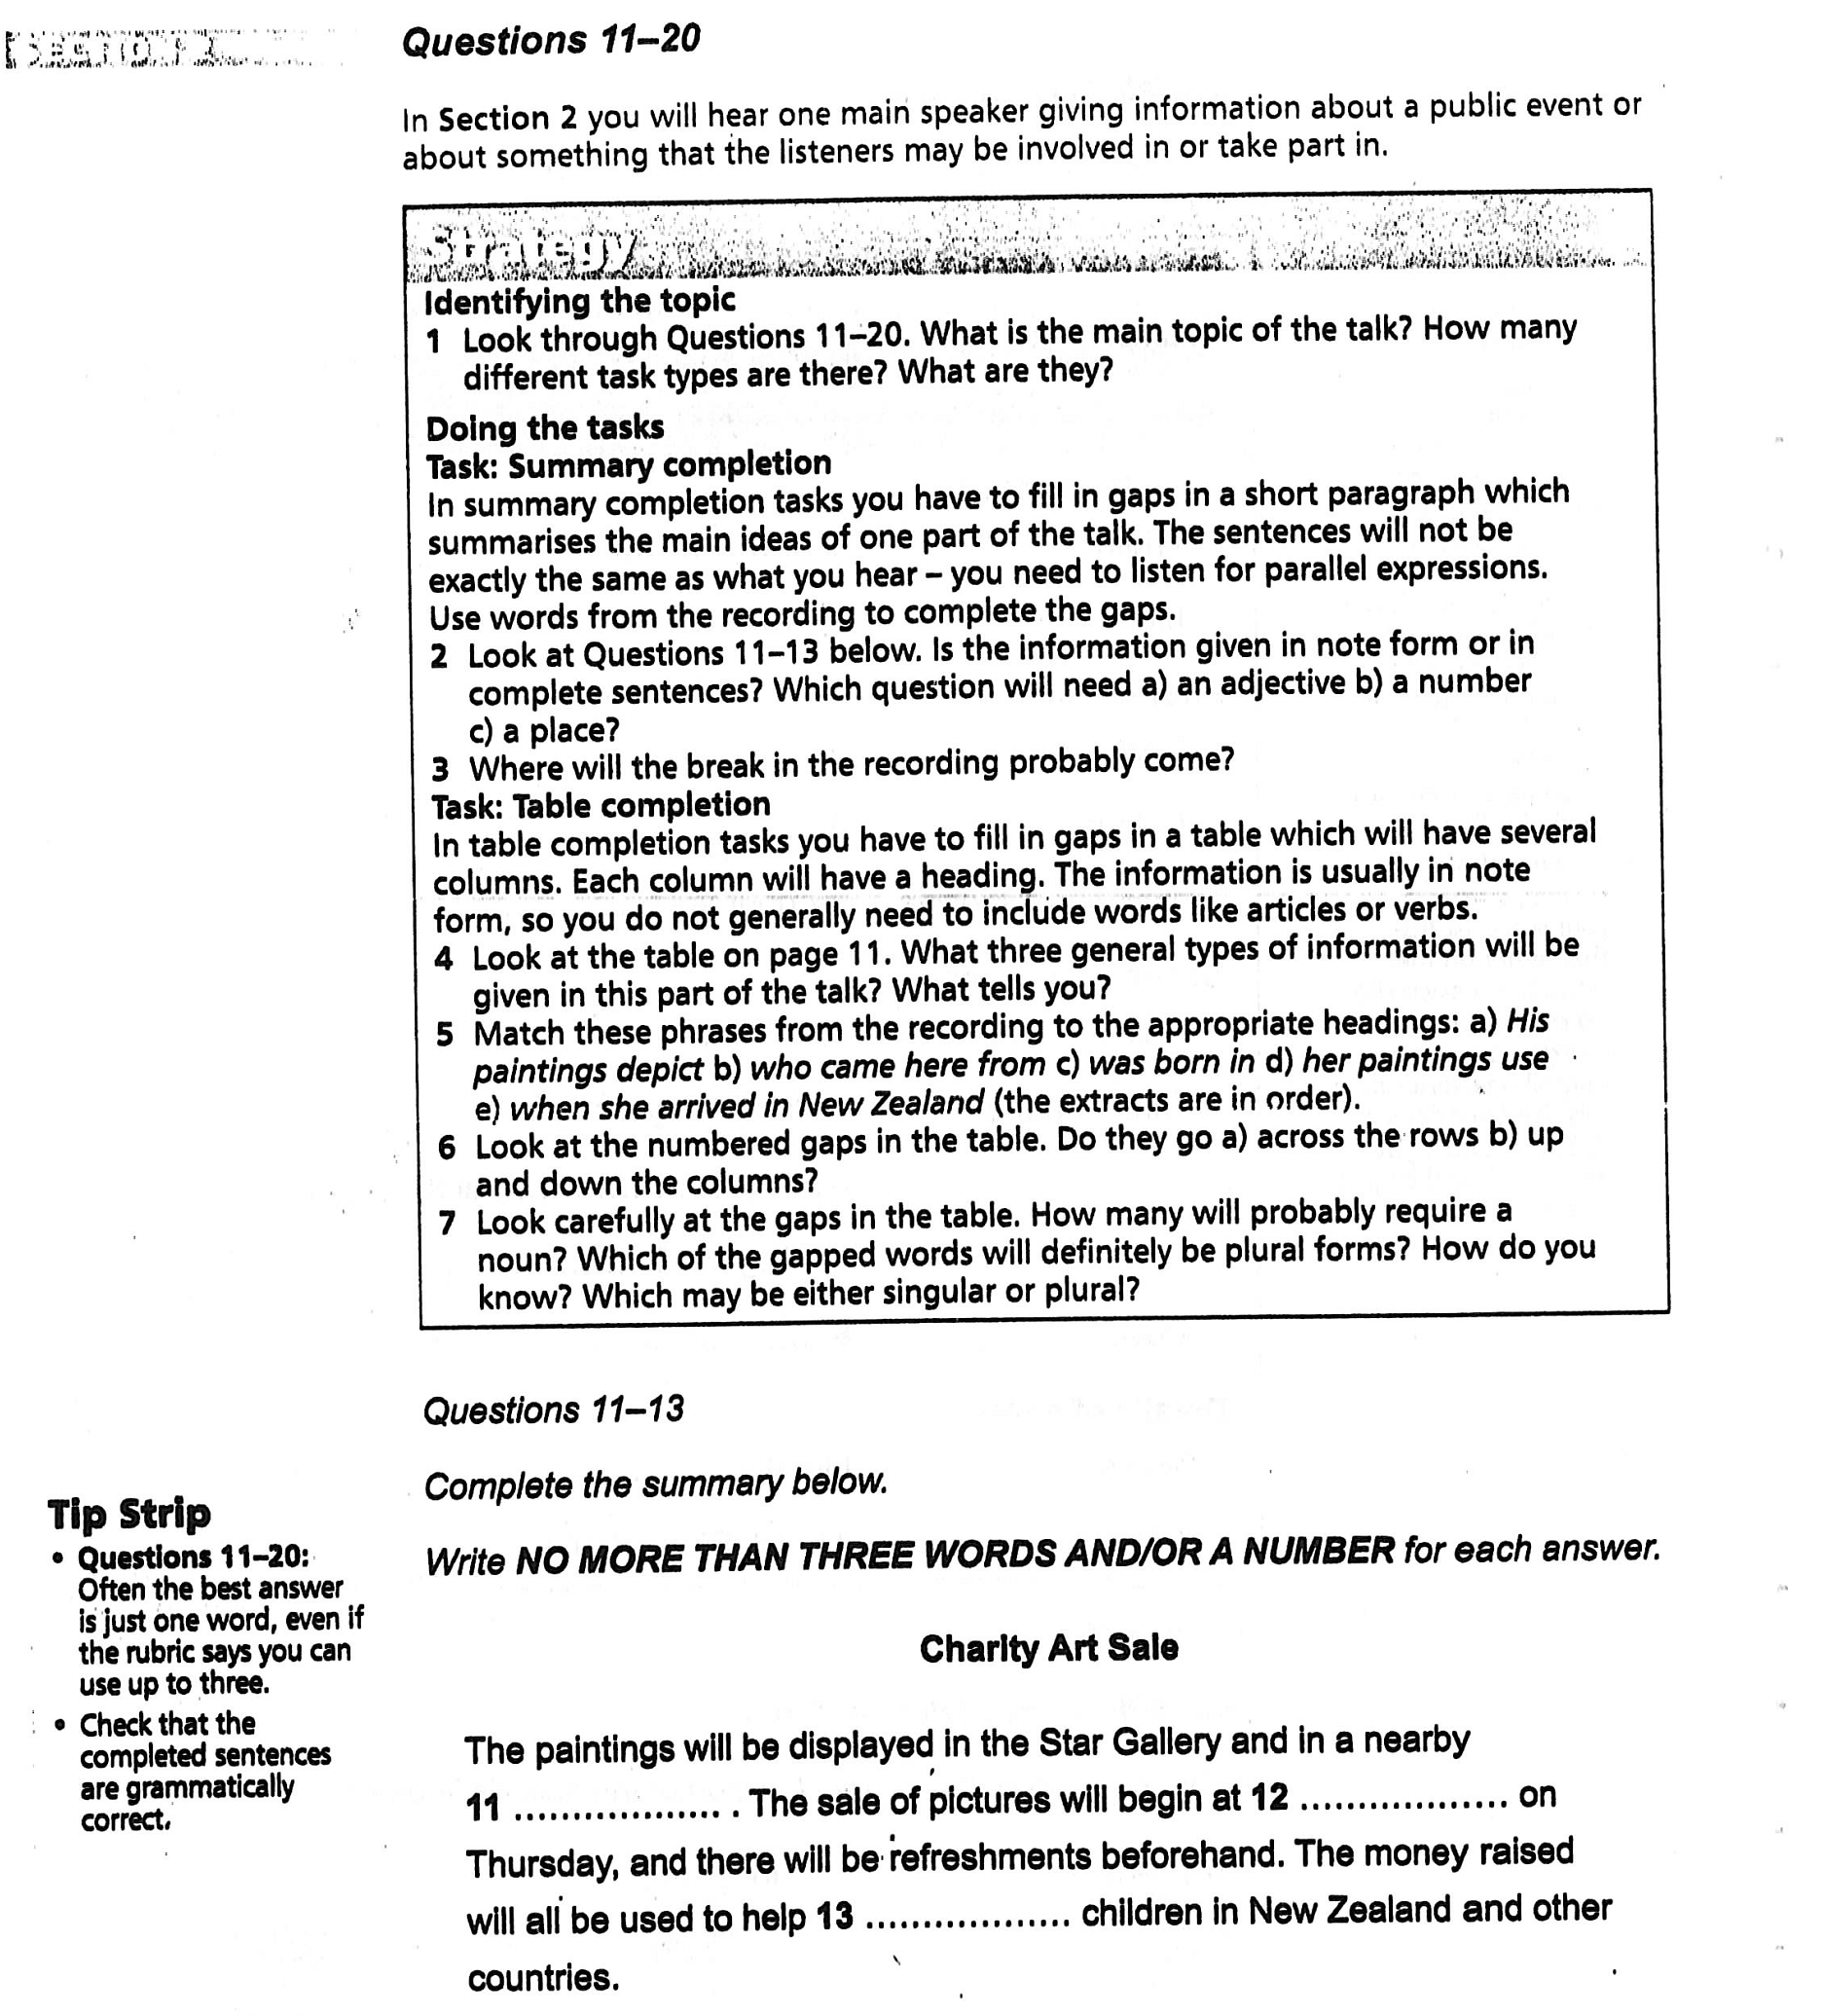 SECTION 2
Questions 11–20
In Section 2 you will hear one main speaker giving information about a public event or
about something that the listeners may be involved in or take part in.
Strategy
Identifying the topic
1 Look through Questions 11–20. What is the main topic of the talk? How many
different task types are there? What are they?
Doing the tasks
Task: Summary completion
In summary completion tasks you have to fill in gaps in a short paragraph which
summarises the main ideas of one part of the talk. The sentences will not be
exactly the same as what you hear – you need to listen for parallel expressions.
Use words from the recording to complete the gaps.
2 Look at Questions 11–13 below. Is the information given in note form or in
complete sentences? Which question will need a) an adjective b) a number
c) a place?
3 Where will the break in the recording probably come?
Task: Table completion
In table completion tasks you have to fill in gaps in a table which will have several
columns. Each column will have a heading. The information is usually in note
form, so you do not generally need to include words like articles or verbs.
4 Look at the table on page 11. What three general types of information will be
given in this part of the talk? What tells you?
5 Match these phrases from the recording to the appropriate headings: a) His
paintings depict b) who came here from c) was born in d) her paintings use
e) when she arrived in New Zealand (the extracts are in order).
6 Look at the numbered gaps in the table. Do they go a) across the rows b) up
and down the columns?
7 Look carefully at the gaps in the table. How many will probably require a
noun? Which of the gapped words will definitely be plural forms? How do you
know? Which may be either singular or plural?
Questions 11–13
Complete the summary below.
Write NO MORE THAN THREE WORDS AND/OR A NUMBER for each answer.
Tip Strip
• Questions 11–20:
Often the best answer
is just one word, even if
the rubric says you can
use up to three.
• Check that the
completed sentences
are grammatically
correct.
Charity Art Sale
The paintings will be displayed in the Star Gallery and in a nearby
11 .................. . The sale of pictures will begin at 12 .................. on
Thursday, and there will be refreshments beforehand. The money raised
will all be used to help 13 .................. children in New Zealand and other
countries.